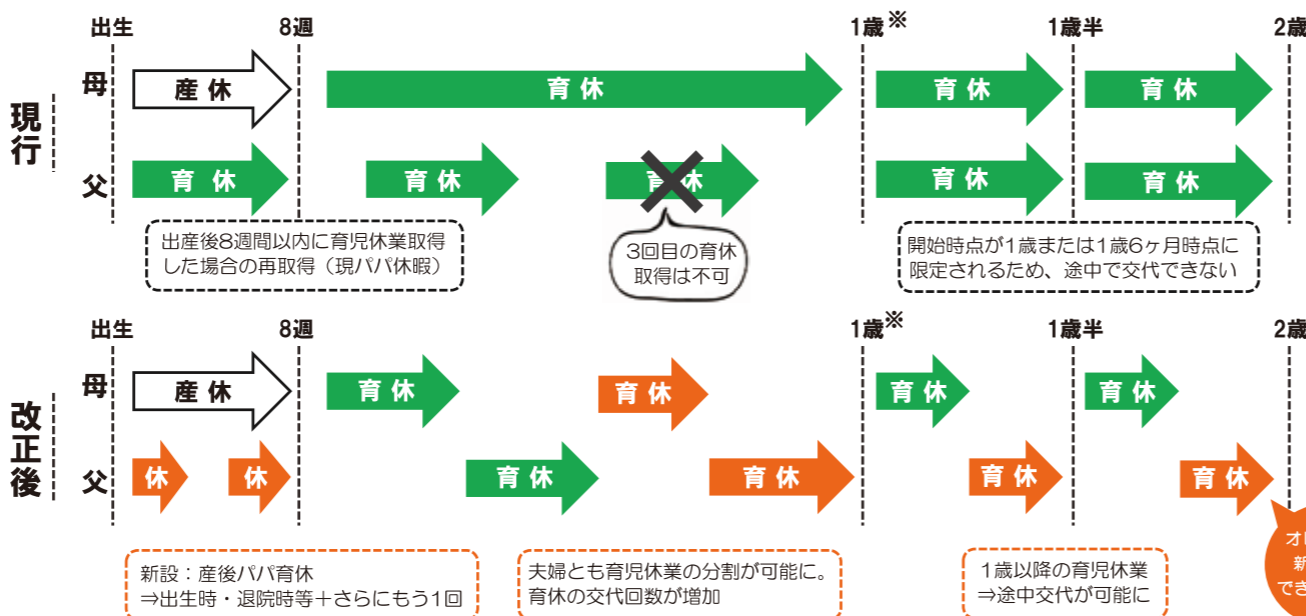 出生
8週
1歳※
1歳半
2歳
現行
母
産休
育休
育休
育休
父
育休
育休
育休
育休
育休
出産後8週間以内に育児休業取得
した場合の再取得（現パパ休暇）
3回目の育休
取得は不可
開始時点が1歳または1歳6ヶ月時点に
限定されるため、途中で交代できない
出生
8週
1歳※
1歳半
2歳
改正後
母
産休
育休
育休
育休
育休
父
休
休
育休
育休
育休
育休
新設：産後パパ育休
⇒出生時・退院時等＋さらにもう1回
夫婦とも育児休業の分割が可能に。
育休の交代回数が増加
1歳以降の育児休業
⇒途中交代が可能に
オ
新
でき